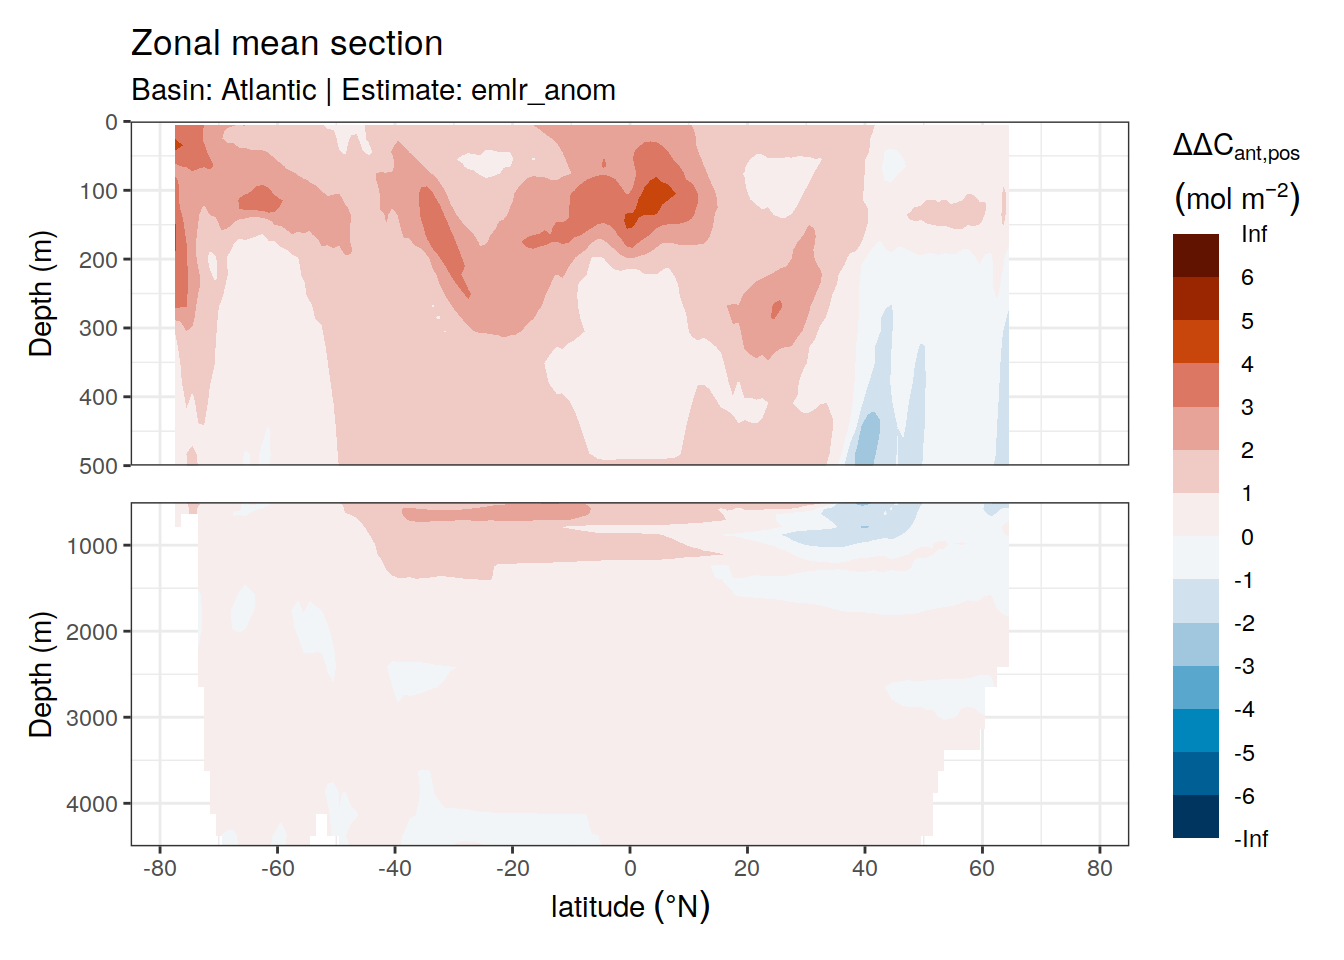 Zonal mean section
Basin: Atlantic | Estimate: emlr_anom
0
100
200
300
400
500
Depth (m)
1000
2000
3000
4000
Depth (m)
-80 -60 -40 -20 0 20 40 60 80
latitude (°N)
ΔΔCant,pos
(mol m⁻²)
Inf
6
5
4
3
2
1
0
-1
-2
-3
-4
-5
-6
-Inf